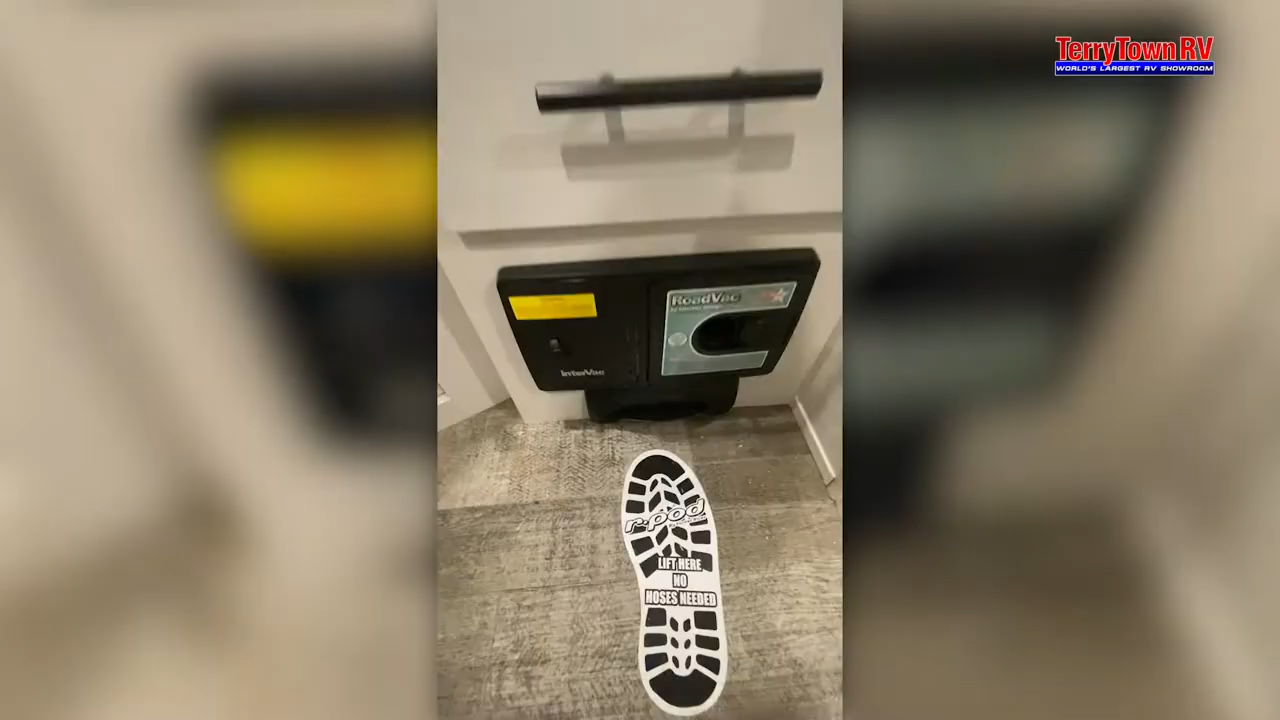 TerryTown RV
WORLD'S LARGEST RV SHOWROOM
RoadVac
InterVac
r·pod
LIFT HERE
NO
HOSES NEEDED